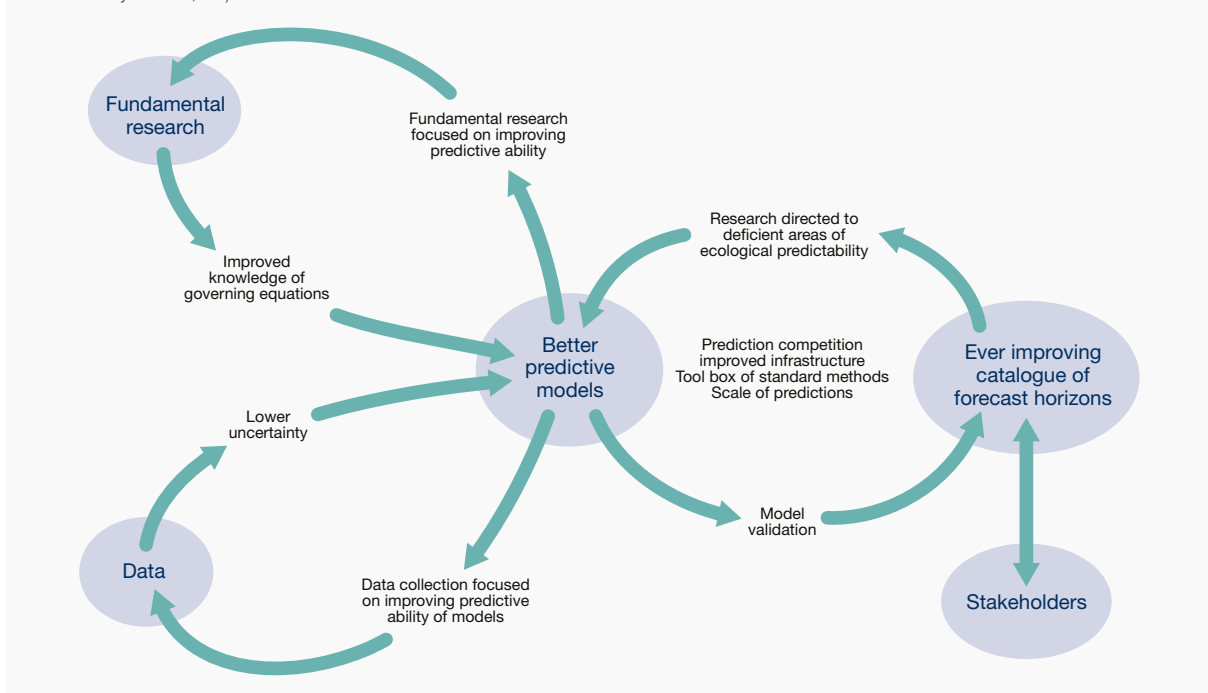 Fundamental
research
Fundamental research
focused on improving
predictive ability
Improved
knowledge of
governing equations
Research directed to
deficient areas of
ecological predictability
Better
predictive
models
Prediction competition
improved infrastructure
Tool box of standard methods
Scale of predictions
Ever improving
catalogue of
forecast horizons
Lower
uncertainty
Model
validation
Data
Data collection focused
on improving predictive
ability of models
Stakeholders